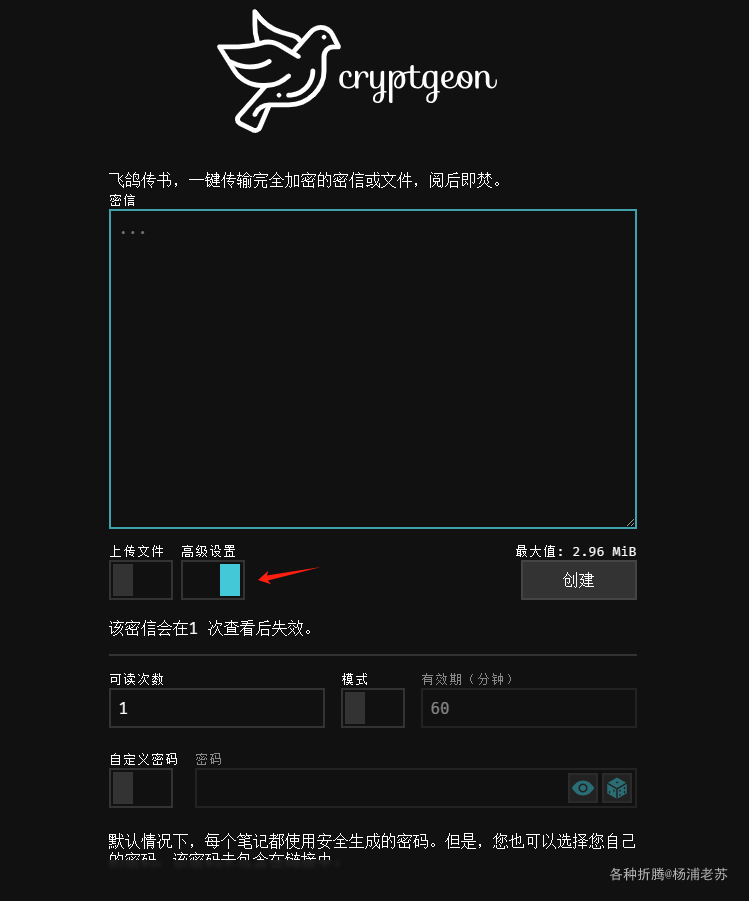 cryptgeon
飞鸽传书，一键传输完全加密的密信或文件，阅后即焚。
密信
...
上传文件 高级设置 最大值: 2.96 MiB
创建
该密信会在1 次查看后失效。
可读次数 模式 有效期（分钟）
1 60
自定义密码 密码
默认情况下，每个笔记都使用安全生成的密码。但是，您也可以选择您自己
的密码，该密码未包含在链接中
各种折腾@杨浦老苏